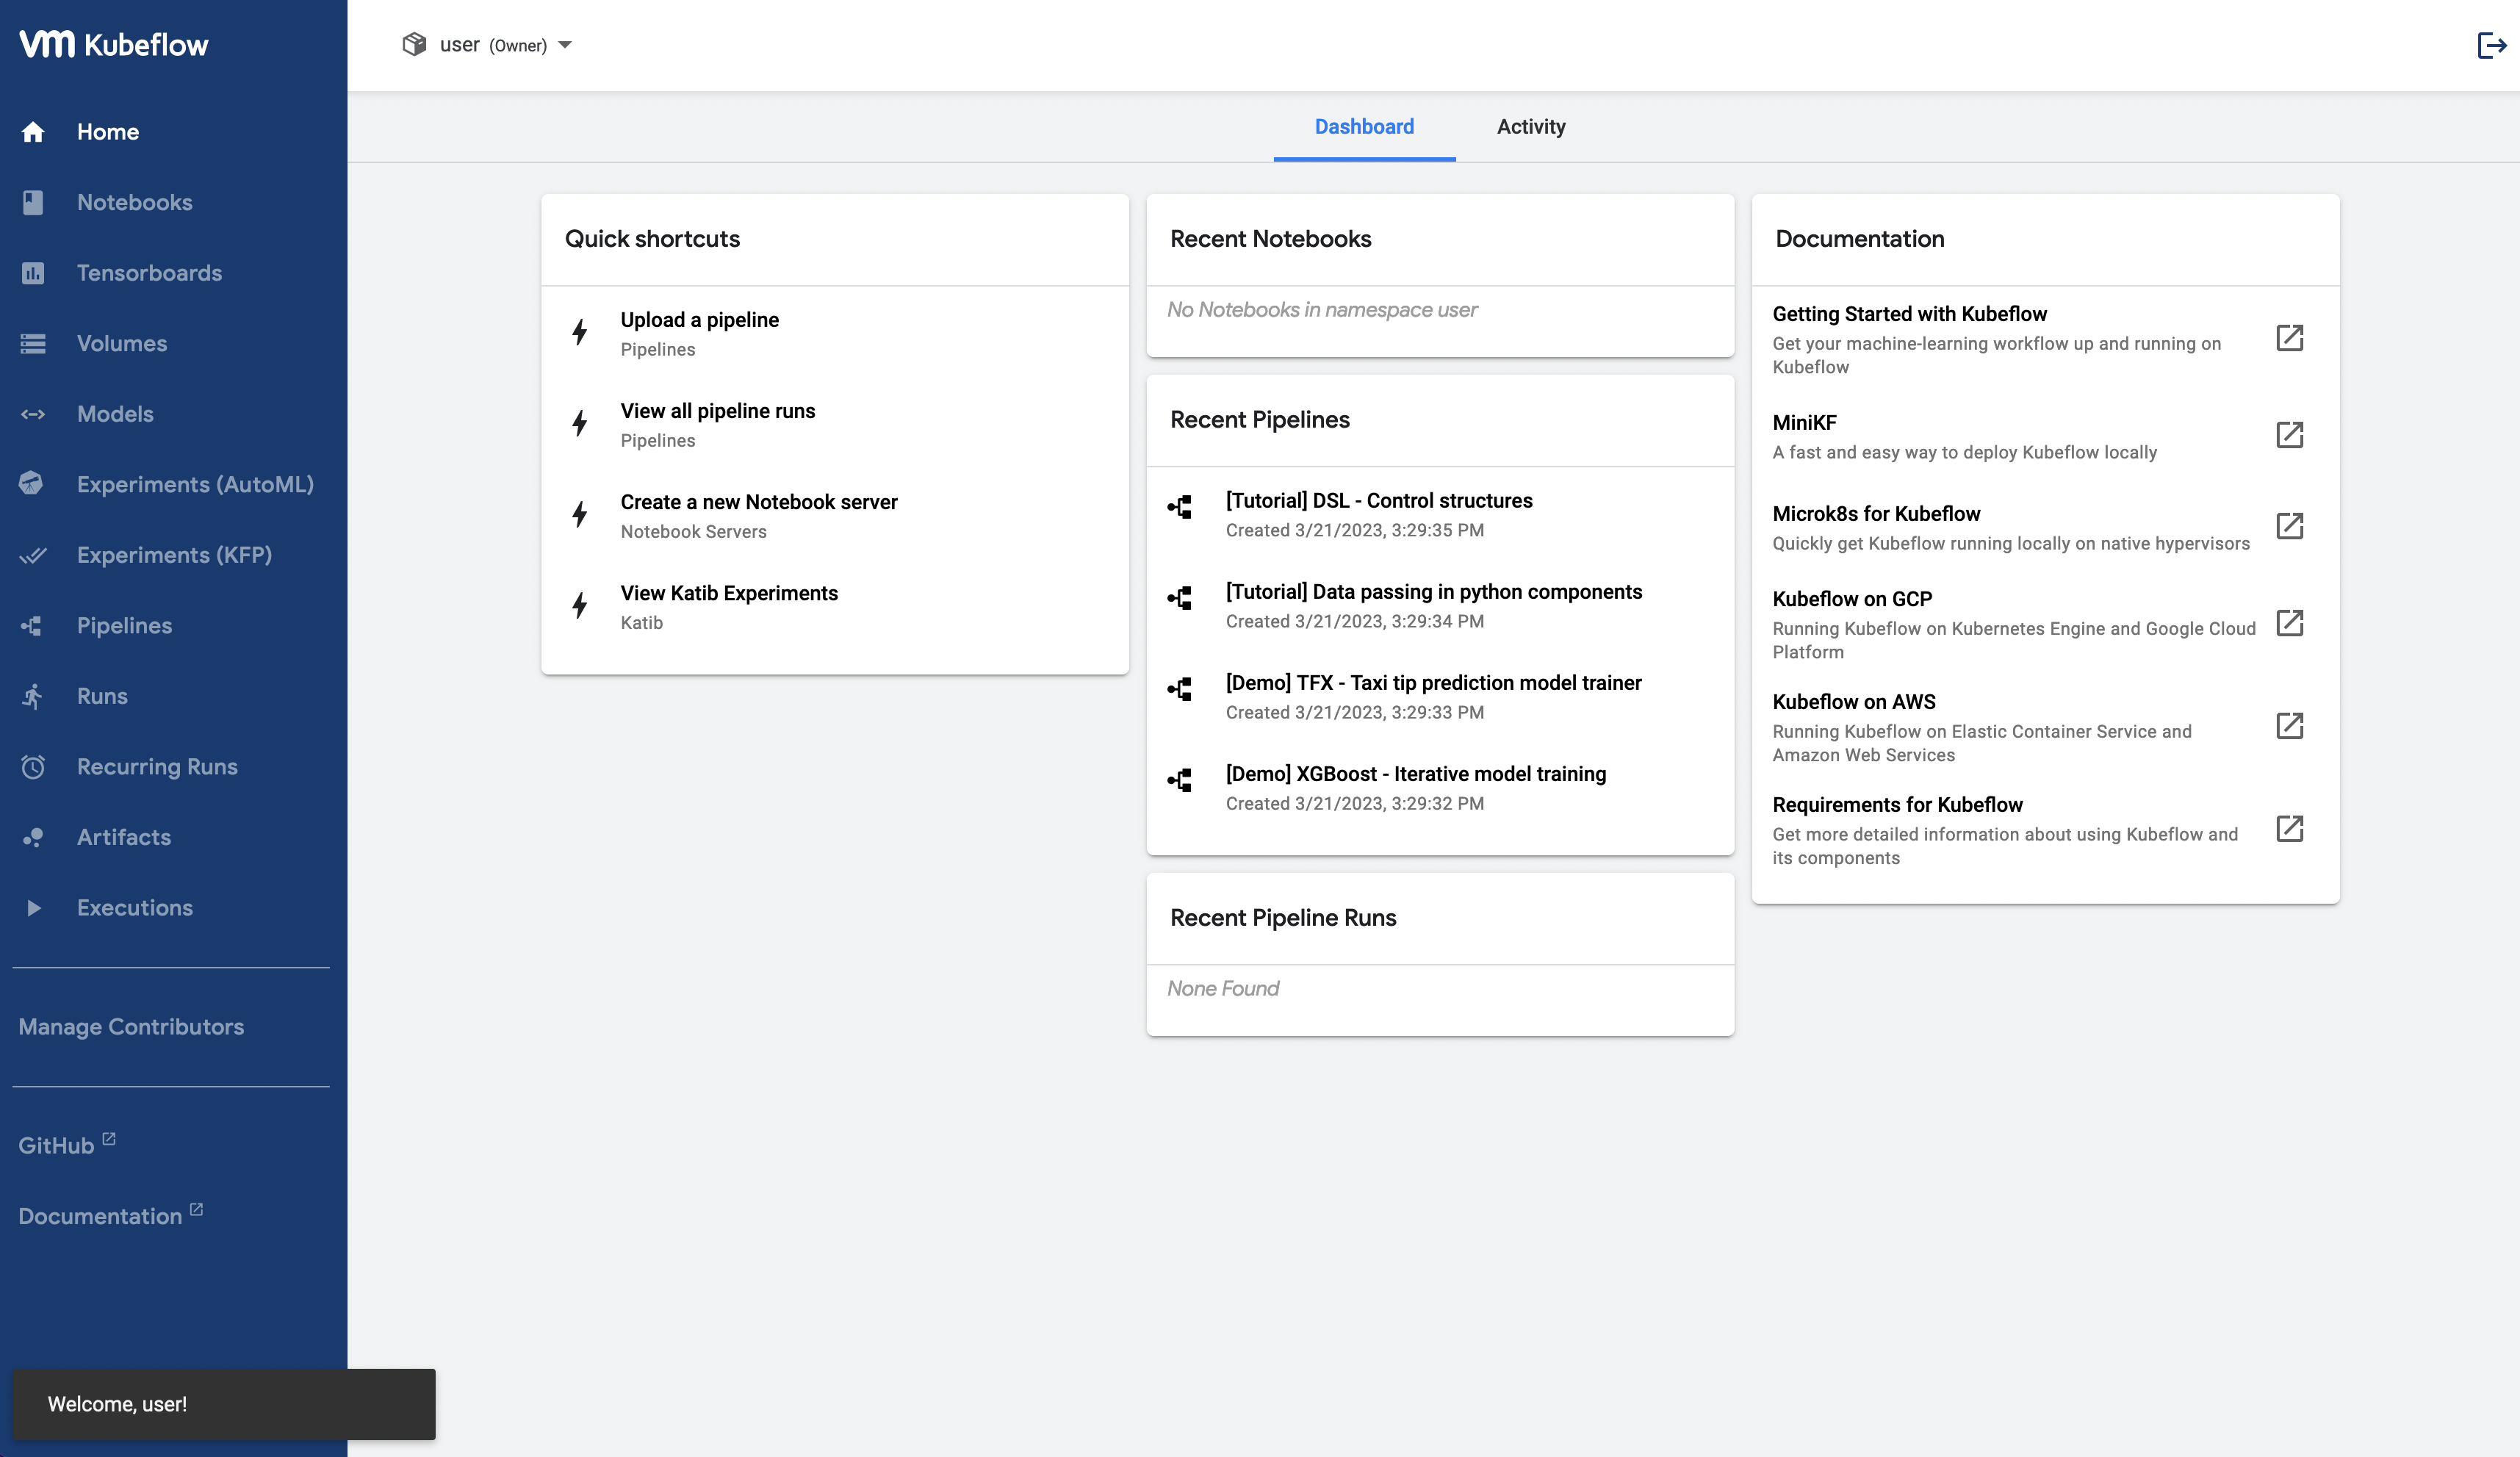 vm Kubeflow
Home
Notebooks
Tensorboards
Volumes
Models
Experiments (AutoML)
Experiments (KFP)
Pipelines
Runs
Recurring Runs
Artifacts
Executions
Manage Contributors
GitHub
Documentation
Welcome, user!
user (Owner)
Dashboard
Activity
Quick shortcuts
Upload a pipeline
Pipelines
View all pipeline runs
Pipelines
Create a new Notebook server
Notebook Servers
View Katib Experiments
Katib
Recent Notebooks
No Notebooks in namespace user
Recent Pipelines
[Tutorial] DSL - Control structures
Created 3/21/2023, 3:29:35 PM
[Tutorial] Data passing in python components
Created 3/21/2023, 3:29:34 PM
[Demo] TFX - Taxi tip prediction model trainer
Created 3/21/2023, 3:29:33 PM
[Demo] XGBoost - Iterative model training
Created 3/21/2023, 3:29:32 PM
Recent Pipeline Runs
None Found
Documentation
Getting Started with Kubeflow
Get your machine-learning workflow up and running on
Kubeflow
MiniKF
A fast and easy way to deploy Kubeflow locally
Microk8s for Kubeflow
Quickly get Kubeflow running locally on native hypervisors
Kubeflow on GCP
Running Kubeflow on Kubernetes Engine and Google Cloud
Platform
Kubeflow on AWS
Running Kubeflow on Elastic Container Service and
Amazon Web Services
Requirements for Kubeflow
Get more detailed information about using Kubeflow and
its components